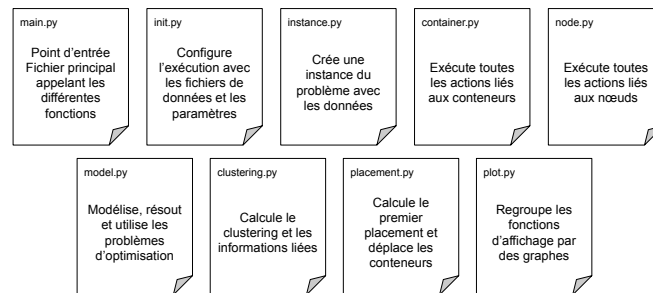 main.py
Point d'entrée
Fichier principal
appelant les
différentes
fonctions
init.py
Configure
l'exécution avec
les fichiers de
données et les
paramètres
instance.py
Crée une
instance du
problème avec
les données
container.py
Exécute toutes
les actions liés
aux conteneurs
node.py
Exécute toutes
les actions liés
aux nœuds
model.py
Modélise, résout
et utilise les
problèmes
d'optimisation
clustering.py
Calcule le
clustering et les
informations liées
placement.py
Calcule le
premier
placement et
déplace les
conteneurs
plot.py
Regroupe les
fonctions
d'affichage par
des graphes